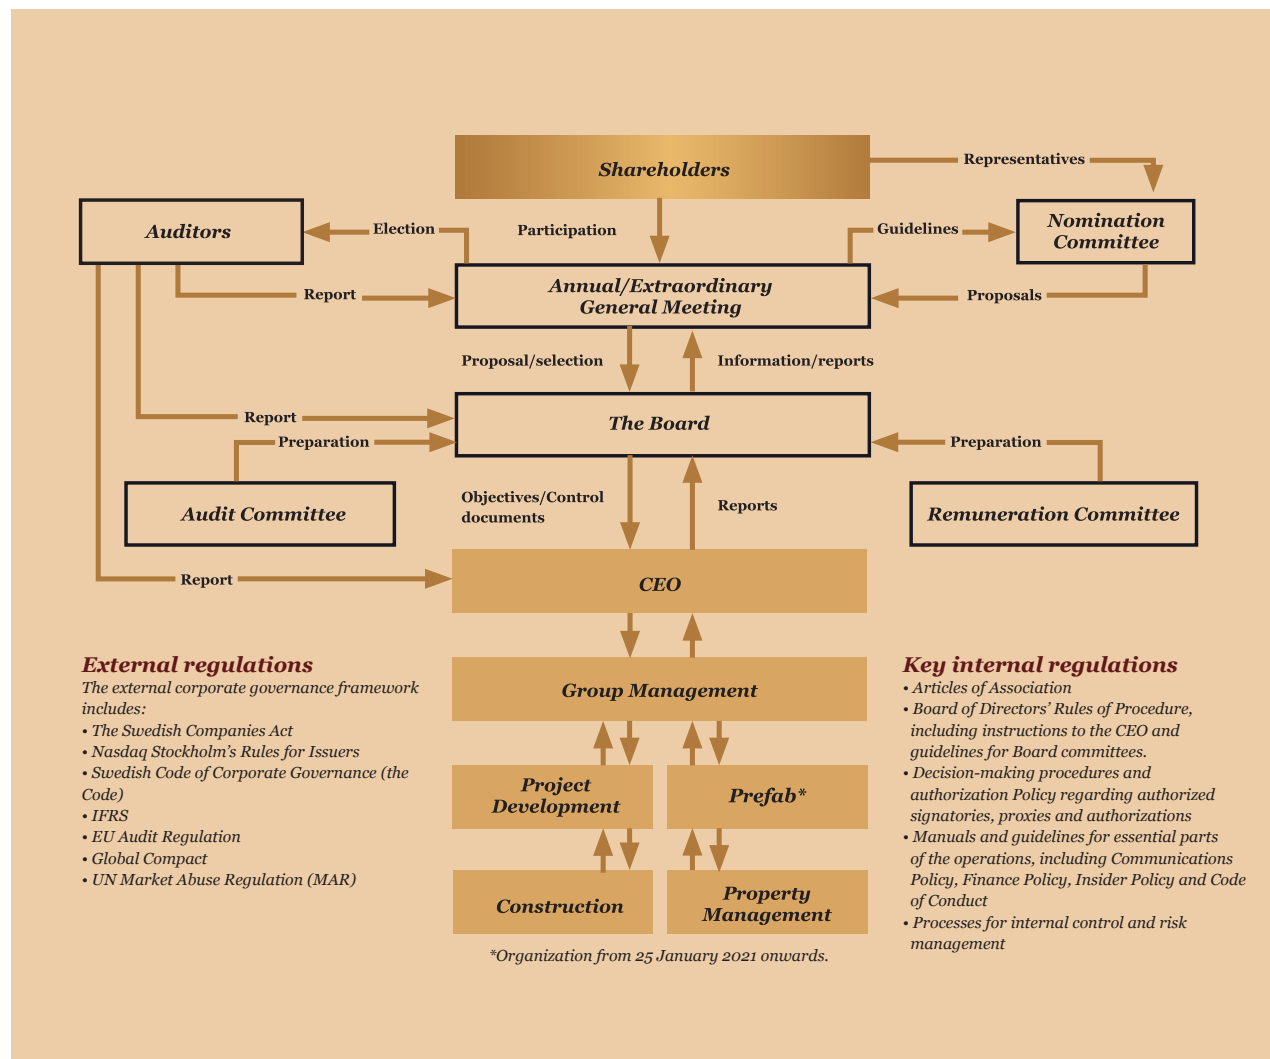 Shareholders
Representatives
Auditors
Election
Participation
Guidelines
Nomination
Committee
Report
Annual/Extraordinary
General Meeting
Proposals
Proposal/selection
Information/reports
Report
The Board
Preparation
Preparation
Audit Committee
Objectives/Control
documents
Reports
Remuneration Committee
Report
CEO
External regulations
The external corporate governance framework
includes:
• The Swedish Companies Act
• Nasdaq Stockholm’s Rules for Issuers
• Swedish Code of Corporate Governance (the
Code)
• IFRS
• EU Audit Regulation
• Global Compact
• UN Market Abuse Regulation (MAR)
Group Management
Project
Development
Prefab*
Construction
Property
Management
*Organization from 25 January 2021 onwards.
Key internal regulations
• Articles of Association
• Board of Directors’ Rules of Procedure,
including instructions to the CEO and
guidelines for Board committees.
• Decision-making procedures and
authorization Policy regarding authorized
signatories, proxies and authorizations
• Manuals and guidelines for essential parts
of the operations, including Communications
Policy, Finance Policy, Insider Policy and Code
of Conduct
• Processes for internal control and risk
management